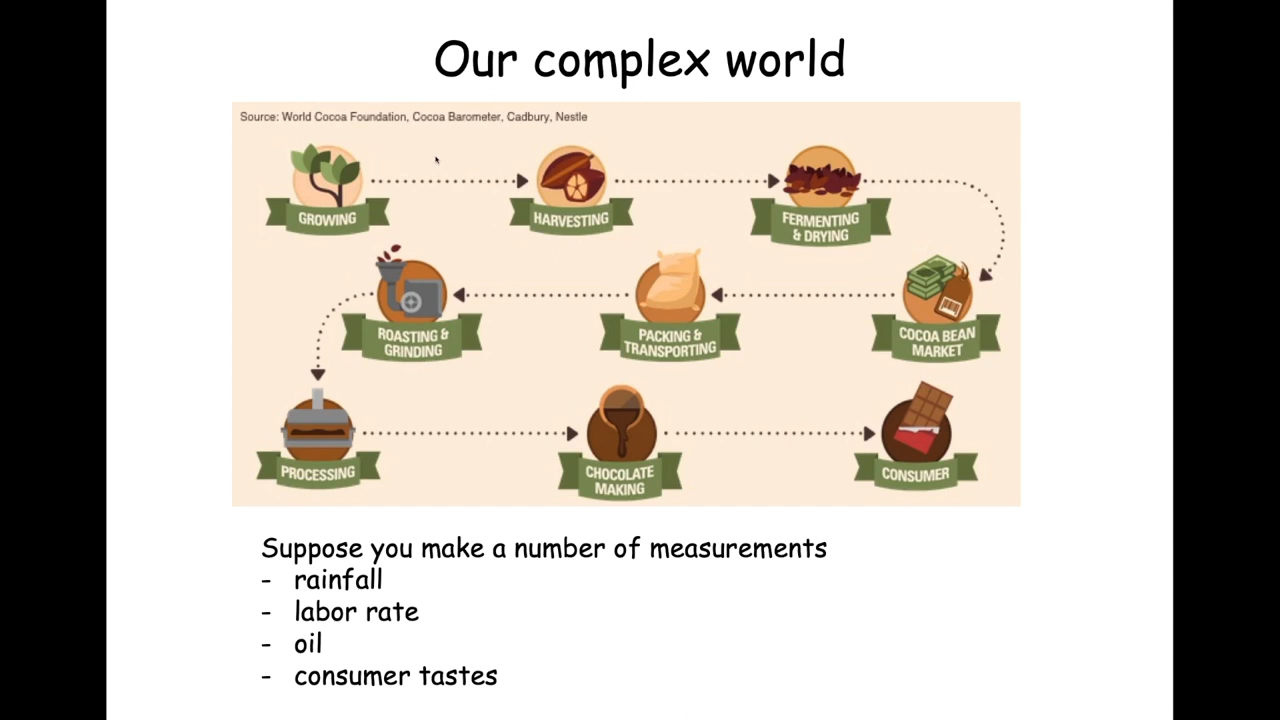 Our complex world
Source: World Cocoa Foundation, Cocoa Barometer, Cadbury, Nestle
GROWING
HARVESTING
FERMENTING
& DRYING
COCOA BEAN
MARKET
PACKING &
TRANSPORTING
ROASTING &
GRINDING
PROCESSING
CHOCOLATE
MAKING
CONSUMER
Suppose you make a number of measurements
- rainfall
- labor rate
- oil
- consumer tastes